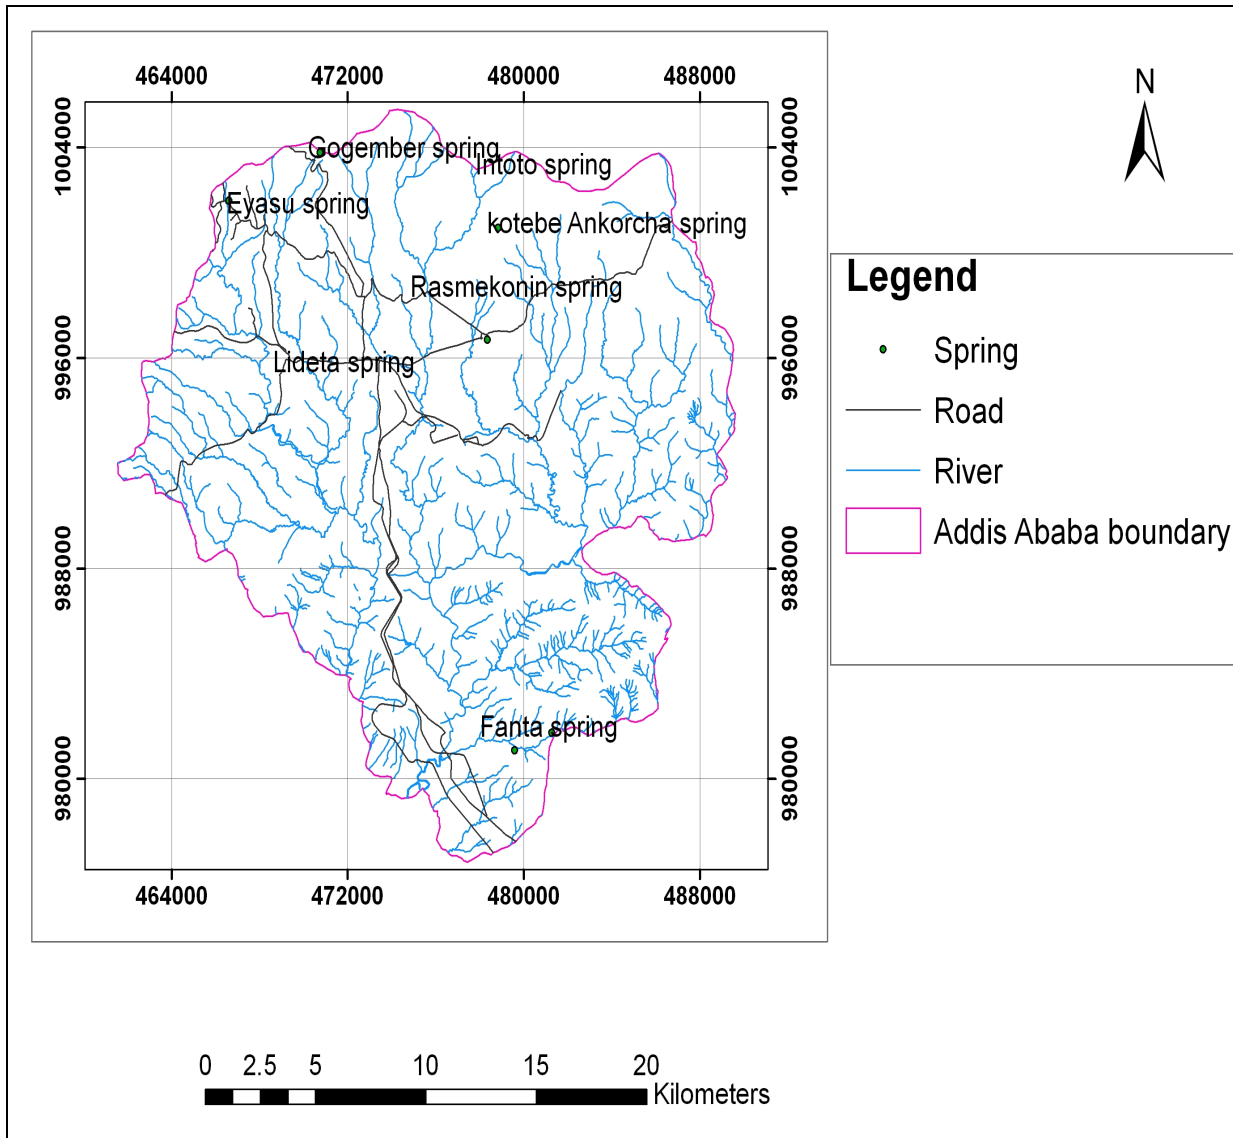 464000 472000 480000 488000
N
1004000 1004000
Gogember spring
Intoto spring
Eyasu spring
kotebe Ankorcha spring
Rasmekonin spring
996000 996000
Lideta spring
988000 988000
Fanta spring
980000 980000
464000 472000 480000 488000
Legend
Spring
Road
River
Addis Ababa boundary
0 2.5 5 10 15 20
Kilometers